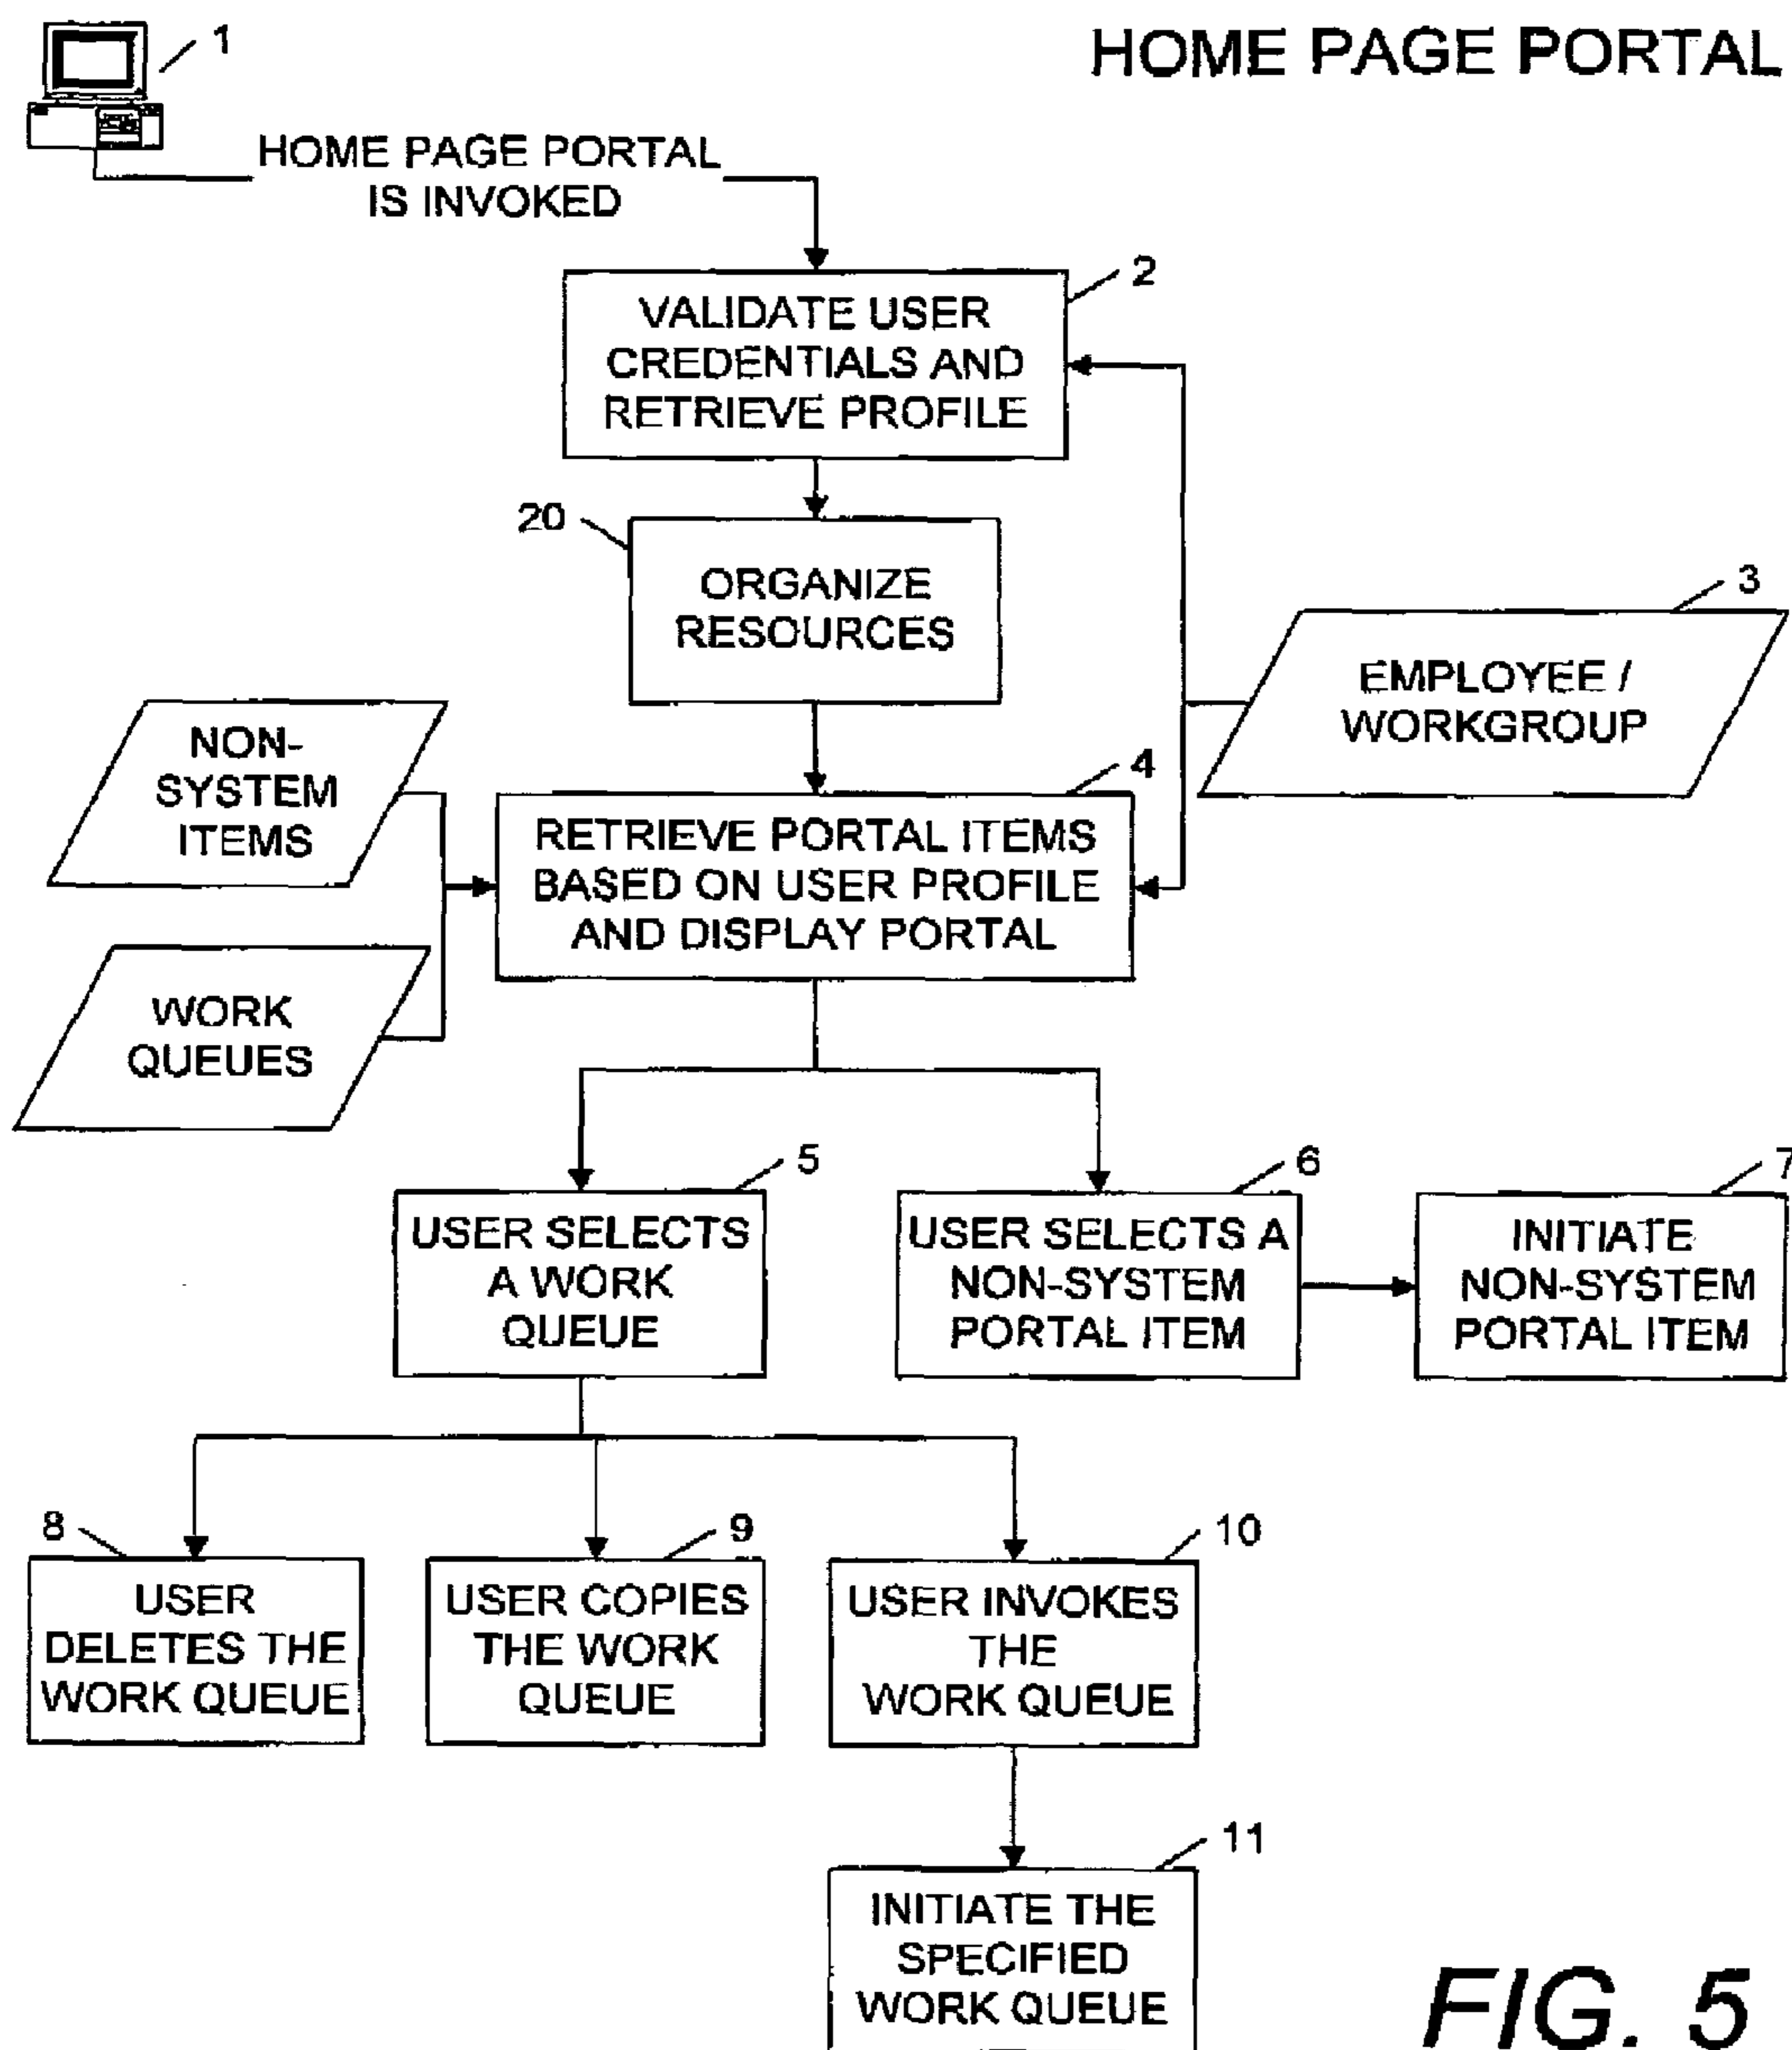 HOME PAGE PORTAL
1
HOME PAGE PORTAL
IS INVOKED
2
VALIDATE USER
CREDENTIALS AND
RETRIEVE PROFILE
20
ORGANIZE
RESOURCES
3
EMPLOYEE /
WORKGROUP
NON-
SYSTEM
ITEMS
4
RETRIEVE PORTAL ITEMS
BASED ON USER PROFILE
AND DISPLAY PORTAL
WORK
QUEUES
5
USER SELECTS
A WORK
QUEUE
6
USER SELECTS A
NON-SYSTEM
PORTAL ITEM
7
INITIATE
NON-SYSTEM
PORTAL ITEM
8
USER
DELETES THE
WORK QUEUE
9
USER COPIES
THE WORK
QUEUE
10
USER INVOKES
THE
WORK QUEUE
11
INITIATE THE
SPECIFIED
WORK QUEUE
FIG. 5